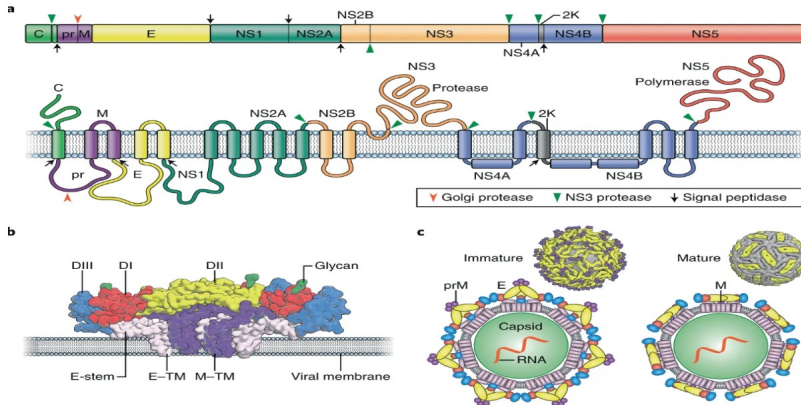 a
NS2B
2K
C
pr
M
E
NS1
NS2A
NS3
NS4A
NS4B
NS5
C
M
NS2A
NS2B
NS3
Protease
2K
NS5
Polymerase
pr
E
NS1
NS4A
NS4B
Golgi protease
NS3 protease
Signal peptidase
b
DIII
DI
DII
Glycan
E-stem
E–TM
M–TM
Viral membrane
c
Immature
Mature
prM
E
M
Capsid
RNA